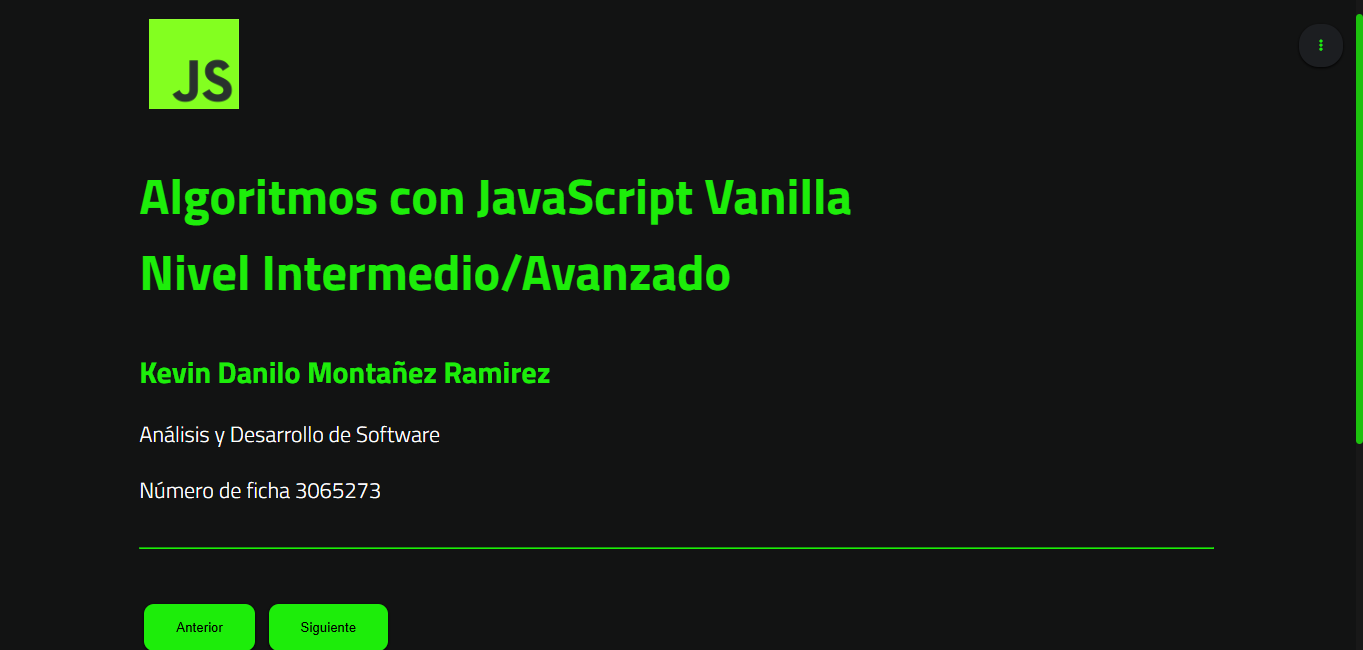 JS
Algoritmos con JavaScript Vanilla
Nivel Intermedio/Avanzado
Kevin Danilo Montañez Ramirez
Análisis y Desarrollo de Software
Número de ficha 3065273
Anterior
Siguiente